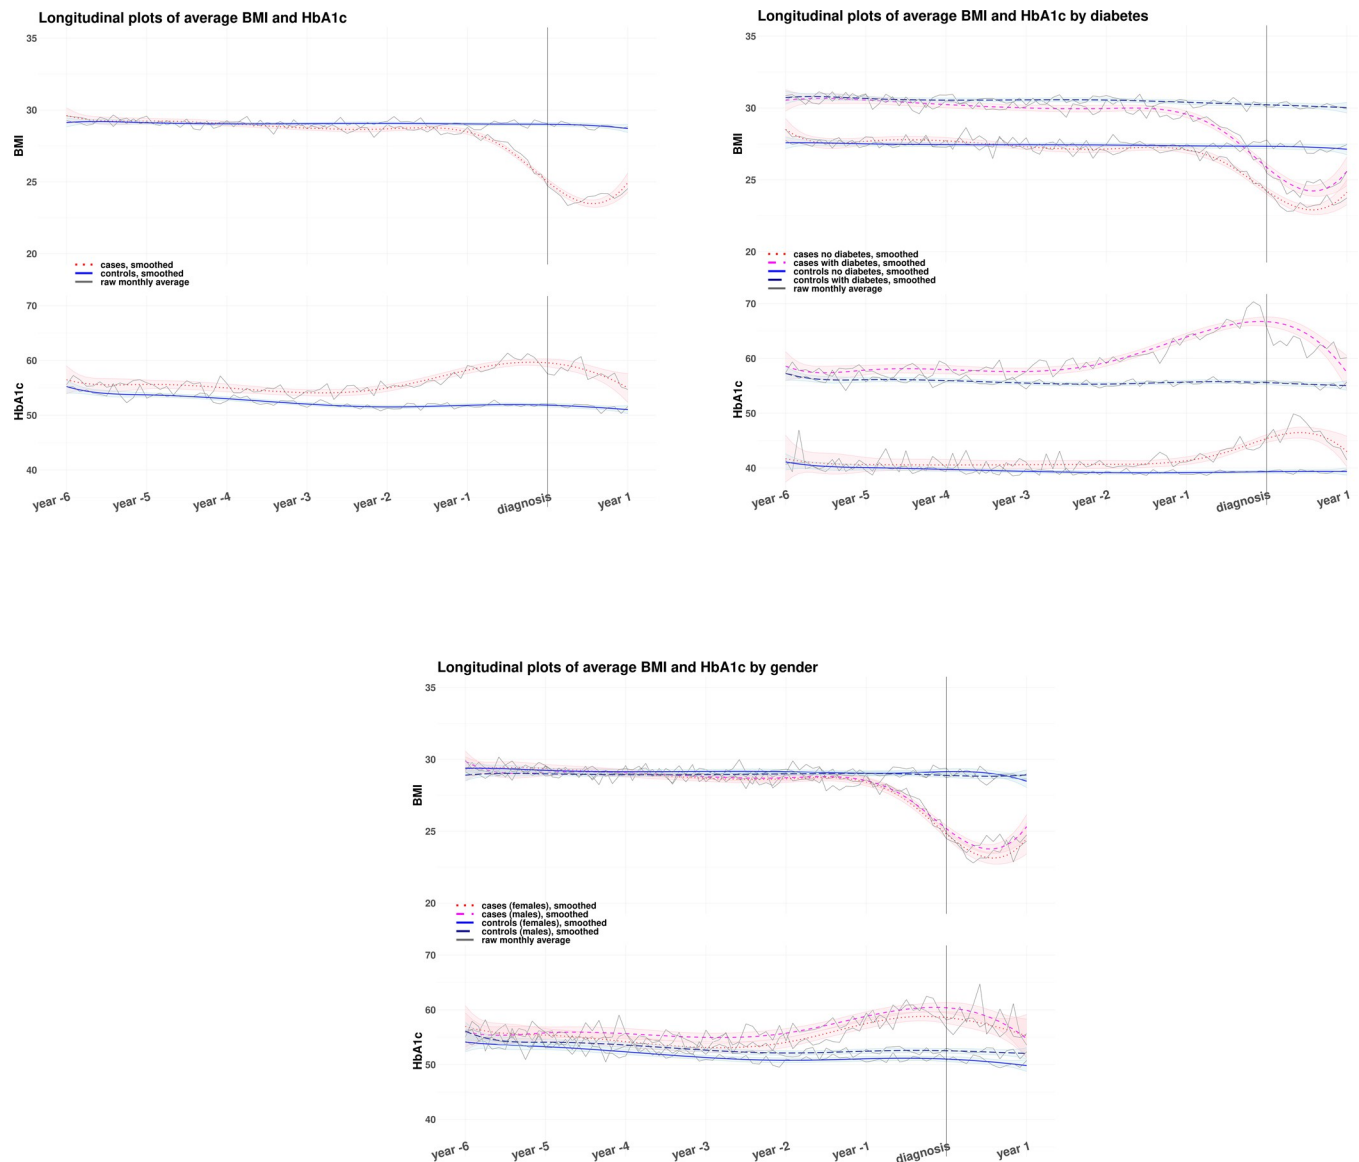 Longitudinal plots of average BMI and HbA1c
35
30
BMI
25
20
cases, smoothed
controls, smoothed
raw monthly average
70
60
HbA1c
50
40
year -6 year -5 year -4 year -3 year -2 year -1 diagnosis year 1
Longitudinal plots of average BMI and HbA1c by diabetes
35
30
BMI
25
20
cases no diabetes, smoothed
cases with diabetes, smoothed
controls no diabetes, smoothed
controls with diabetes, smoothed
raw monthly average
70
60
HbA1c
50
40
year -6 year -5 year -4 year -3 year -2 year -1 diagnosis year 1
Longitudinal plots of average BMI and HbA1c by gender
35
30
BMI
25
20
cases (females), smoothed
cases (males), smoothed
controls (females), smoothed
controls (males), smoothed
raw monthly average
70
60
HbA1c
50
40
year -6 year -5 year -4 year -3 year -2 year -1 diagnosis year 1